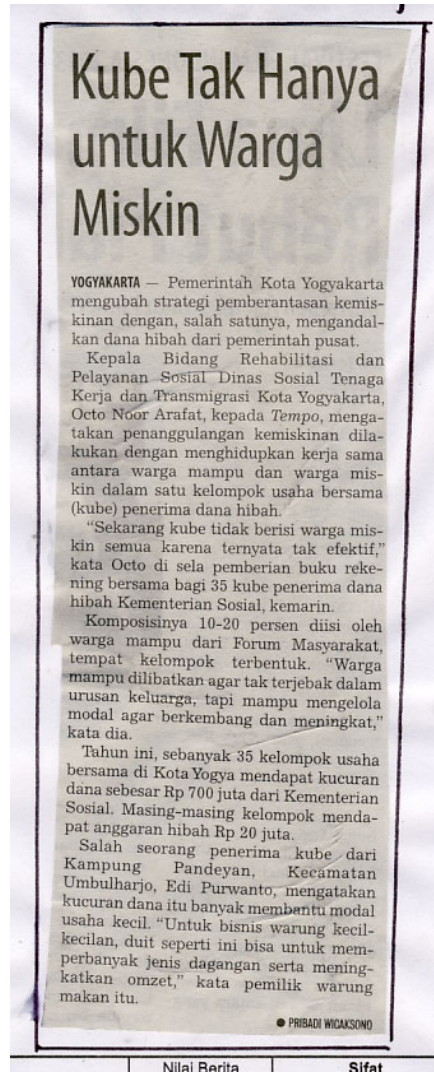 Kube Tak Hanya
untuk Warga
Miskin
YOGYAKARTA — Pemerintah Kota Yogyakarta
mengubah strategi pemberantasan kemis-
kinan dengan, salah satunya, mengandal-
kan dana hibah dari pemerintah pusat.
Kepala Bidang Rehabilitasi dan
Pelayanan Sosial Dinas Sosial Tenaga
Kerja dan Transmigrasi Kota Yogyakarta,
Octo Noor Arafat, kepada Tempo, menga-
takan penanggulangan kemiskinan dila-
kukan dengan menghidupkan kerja sama
antara warga mampu dan warga mis-
kin dalam satu kelompok usaha bersama
(kube) penerima dana hibah.
“Sekarang kube tidak berisi warga mis-
kin semua karena ternyata tak efektif,”
kata Octo di sela pemberian buku reke-
ning bersama bagi 35 kube penerima dana
hibah Kementerian Sosial, kemarin.
Komposisinya 10-20 persen diisi oleh
warga mampu dari Forum Masyarakat,
tempat kelompok terbentuk. “Warga
mampu dilibatkan agar tak terjebak dalam
urusan keluarga, tapi mampu mengelola
modal agar berkembang dan meningkat,”
kata dia.
Tahun ini, sebanyak 35 kelompok usaha
bersama di Kota Yogya mendapat kucuran
dana sebesar Rp 700 juta dari Kementerian
Sosial. Masing-masing kelompok menda-
pat anggaran hibah Rp 20 juta.
Salah seorang penerima kube dari
Kampung Pandeyan, Kecamatan
Umbulharjo, Edi Purwanto, mengatakan
kucuran dana itu banyak membantu modal
usaha kecil. “Untuk bisnis warung kecil-
kecilan, duit seperti ini bisa untuk mem-
perbanyak jenis dagangan serta mening-
katkan omzet,” kata pemilik warung
makan itu.
● PRIBADI WICAKSONO
Nilai Berita
Sifat